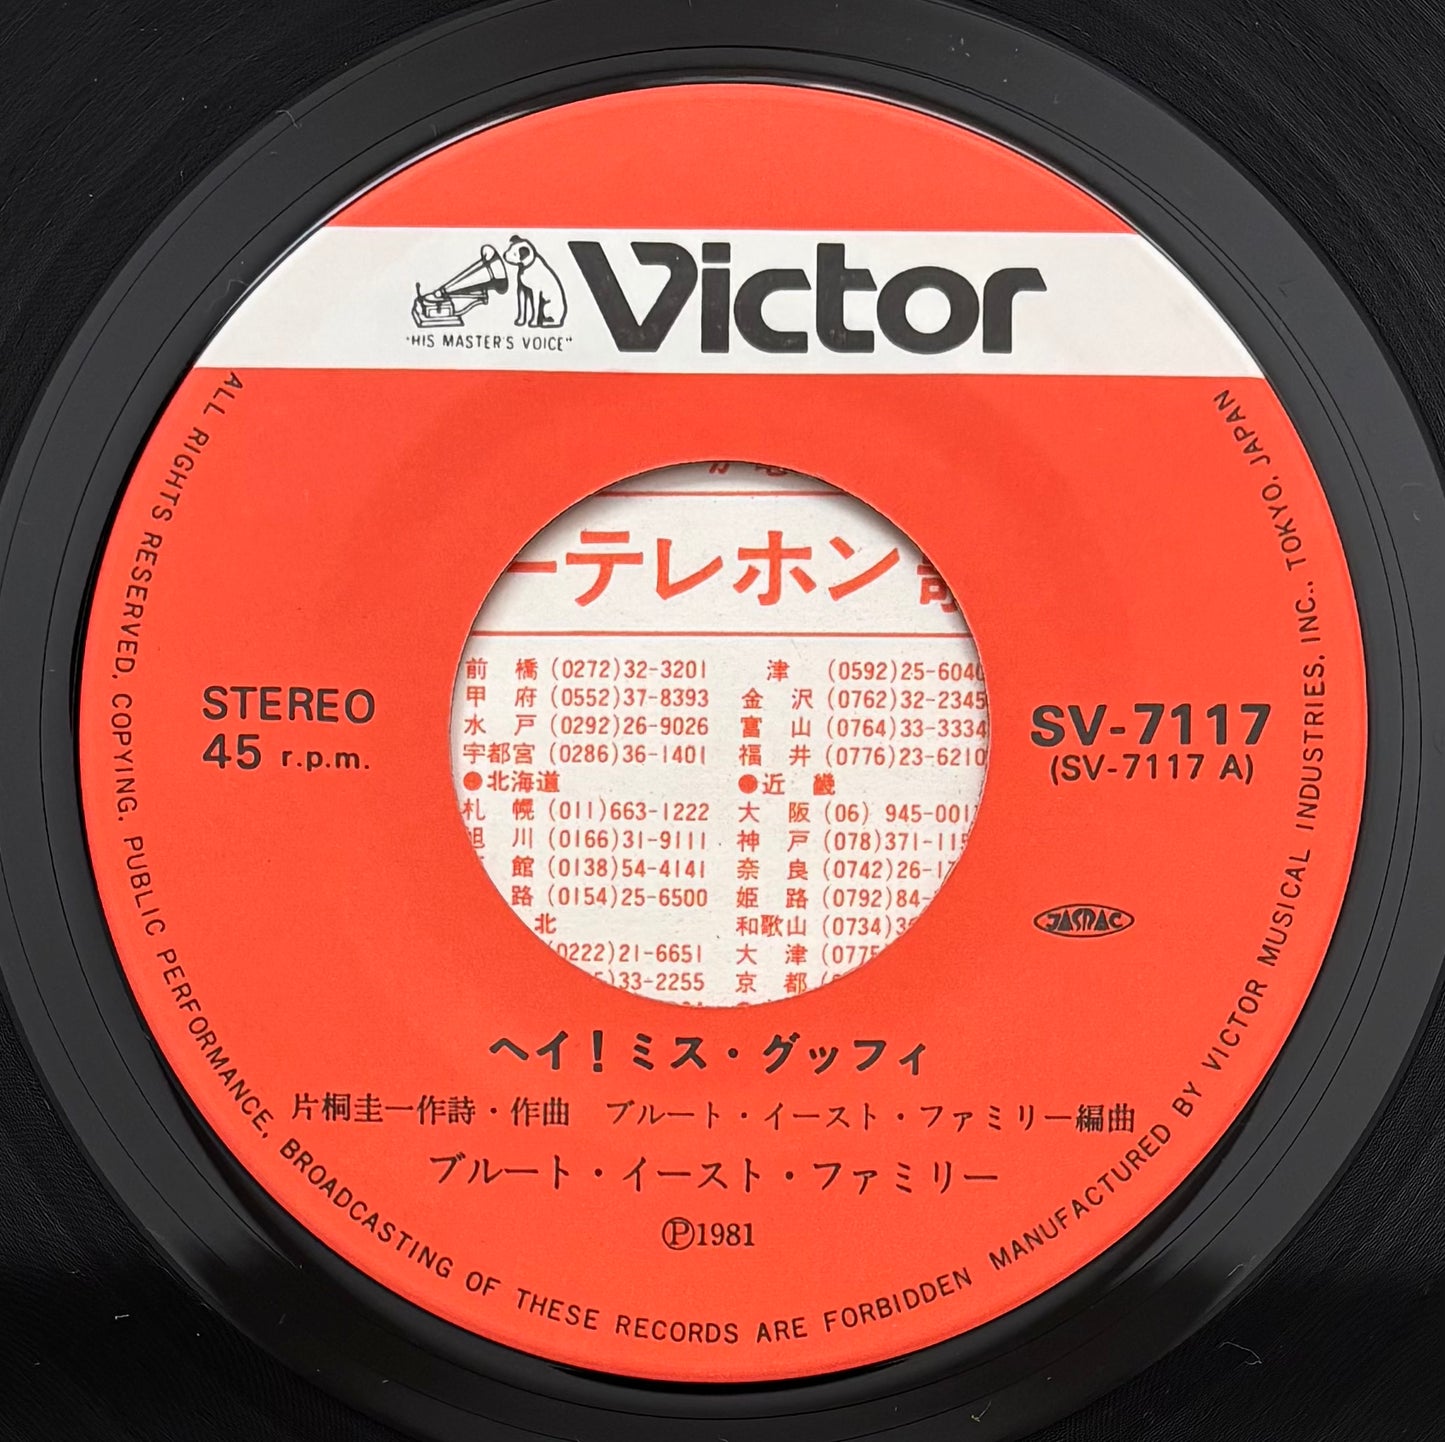 Victor
"HIS MASTER'S VOICE"
ALL RIGHTS RESERVED. COPYING. PUBLIC PERFORMANCE. BROADCASTING OF THESE RECORDS ARE FORBIDDEN MANUFACTURED BY VICTOR MUSICAL INDUSTRIES, INC., TOKYO, JAPAN
STEREO
45 r.p.m.
SV-7117
(SV-7117 A)
JASRAC
ーテレホン
前橋 (0272)32-3201
甲府 (0552)37-8393
水戸 (0292)26-9026
宇都宮 (0286)36-1401
●北海道
札幌 (011)663-1222
旭川 (0166)31-9111
館 (0138)54-4141
路 (0154)25-6500
北
(0222)21-6651
33-2255
津 (0592)25-604
金沢 (0762)32-2345
富山 (0764)33-3334
福井 (0776)23-6210
●近畿
大阪 (06) 945-001
神戸 (078)371-115
奈良 (0742)26-1
姫路 (0792)84-
和歌山 (0734)3
大津 (0775
京都
ヘイ!ミス・グッフィ
片桐圭一作詩・作曲 ブルート・イースト・ファミリー編曲
ブルート・イースト・ファミリー
Ⓟ1981